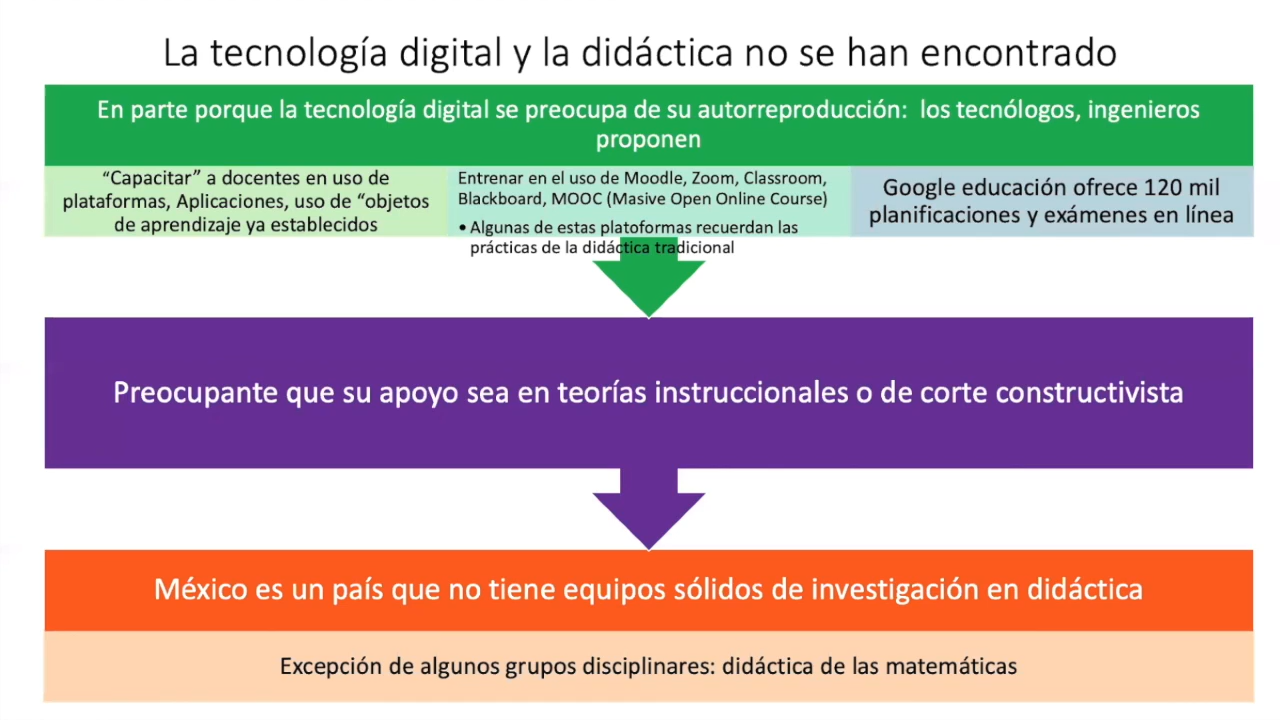 La tecnología digital y la didáctica no se han encontrado
En parte porque la tecnología digital se preocupa de su autorreproducción:  los tecnólogos, ingenieros
proponen
“Capacitar” a docentes en uso de
plataformas, Aplicaciones, uso de “objetos
de aprendizaje ya establecidos
Entrenar en el uso de Moodle, Zoom, Classroom,
Blackboard, MOOC (Masive Open Online Course)
• Algunas de estas platoformas recuerdan las
prácticas de la didáctica tradicional
Google educación ofrece 120 mil
planificaciones y exámenes en línea
Preocupante que su apoyo sea en teorías instruccionales o de corte constructivista
México es un país que no tiene equipos sólidos de investigación en didáctica
Excepción de algunos grupos disciplinares: didáctica de las matemáticas